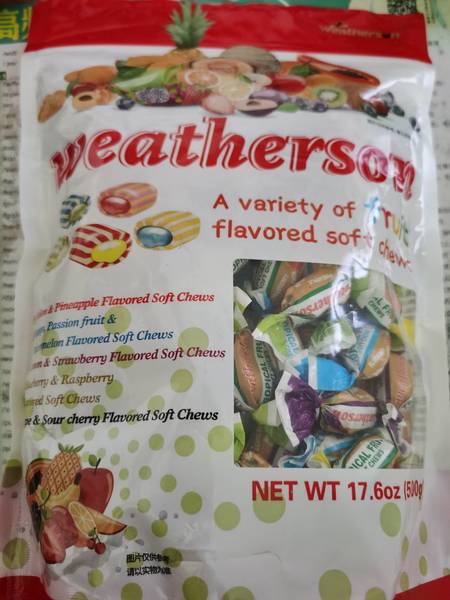 Weatherson
weatherson
A variety of fruit
flavored soft chews
& Pineapple Flavored Soft Chews
Passion fruit &
Flavored Soft Chews
& Strawberry Flavored Soft Chews
& Raspberry
Flavored Soft Chews
& Sour cherry Flavored Soft Chews
NET WT 17.6oz (500g
图片仅供参考
请以实物为准